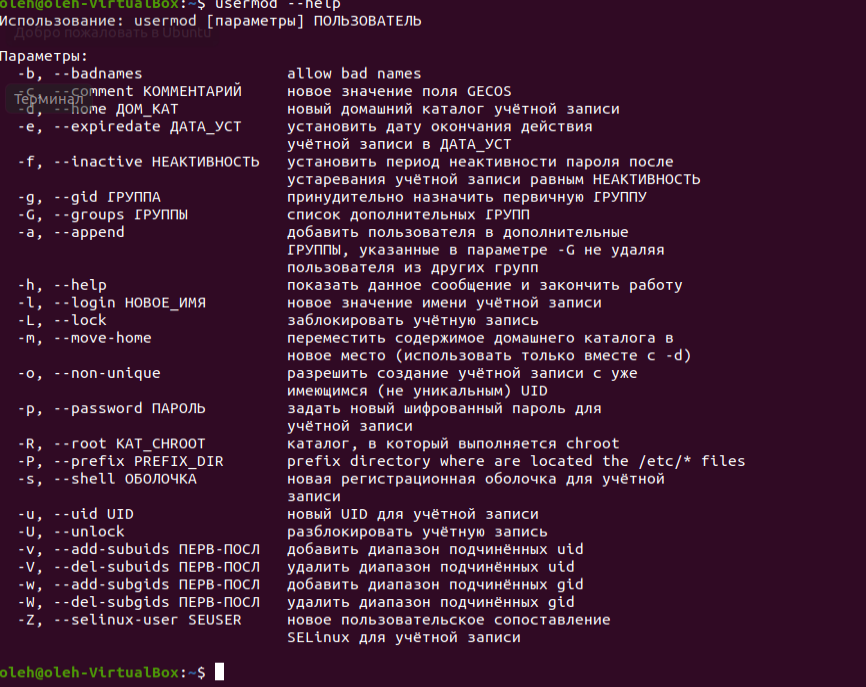 oleh@oleh-VirtualBox:~$ usermod --help
Использование: usermod [параметры] ПОЛЬЗОВАТЕЛЬ
Добро пожаловать в Ubuntu
Параметры:
-b, --badnames allow bad names
-c, --comment КОММЕНТАРИЙ новое значение поля GECOS
Терминал
-d, --home ДОМ_КАТ новый домашний каталог учётной записи
-e, --expiredate ДАТА_УСТ установить дату окончания действия
учётной записи в ДАТА_УСТ
-f, --inactive НЕАКТИВНОСТЬ установить период неактивности пароля после
устаревания учётной записи равным НЕАКТИВНОСТЬ
-g, --gid ГРУППА принудительно назначить первичную ГРУППУ
-G, --groups ГРУППЫ список дополнительных ГРУПП
-a, --append добавить пользователя в дополнительные
ГРУППЫ, указанные в параметре -G не удаляя
пользователя из других групп
-h, --help показать данное сообщение и закончить работу
-l, --login НОВОЕ_ИМЯ новое значение имени учётной записи
-L, --lock заблокировать учётную запись
-m, --move-home переместить содержимое домашнего каталога в
новое место (использовать только вместе с -d)
-o, --non-unique разрешить создание учётной записи с уже
имеющимся (не уникальным) UID
-p, --password ПАРОЛЬ задать новый шифрованный пароль для
учётной записи
-R, --root КАТ_CHROOT каталог, в который выполняется chroot
-P, --prefix PREFIX_DIR prefix directory where are located the /etc/* files
-s, --shell ОБОЛОЧКА новая регистрационная оболочка для учётной
записи
-u, --uid UID новый UID для учётной записи
-U, --unlock разблокировать учётную запись
-v, --add-subuids ПЕРВ-ПОСЛ добавить диапазон подчинённых uid
-V, --del-subuids ПЕРВ-ПОСЛ удалить диапазон подчинённых uid
-w, --add-subgids ПЕРВ-ПОСЛ добавить диапазон подчинённых gid
-W, --del-subgids ПЕРВ-ПОСЛ удалить диапазон подчинённых gid
-Z, --selinux-user SEUSER новое пользовательское сопоставление
SELinux для учётной записи
oleh@oleh-VirtualBox:~$